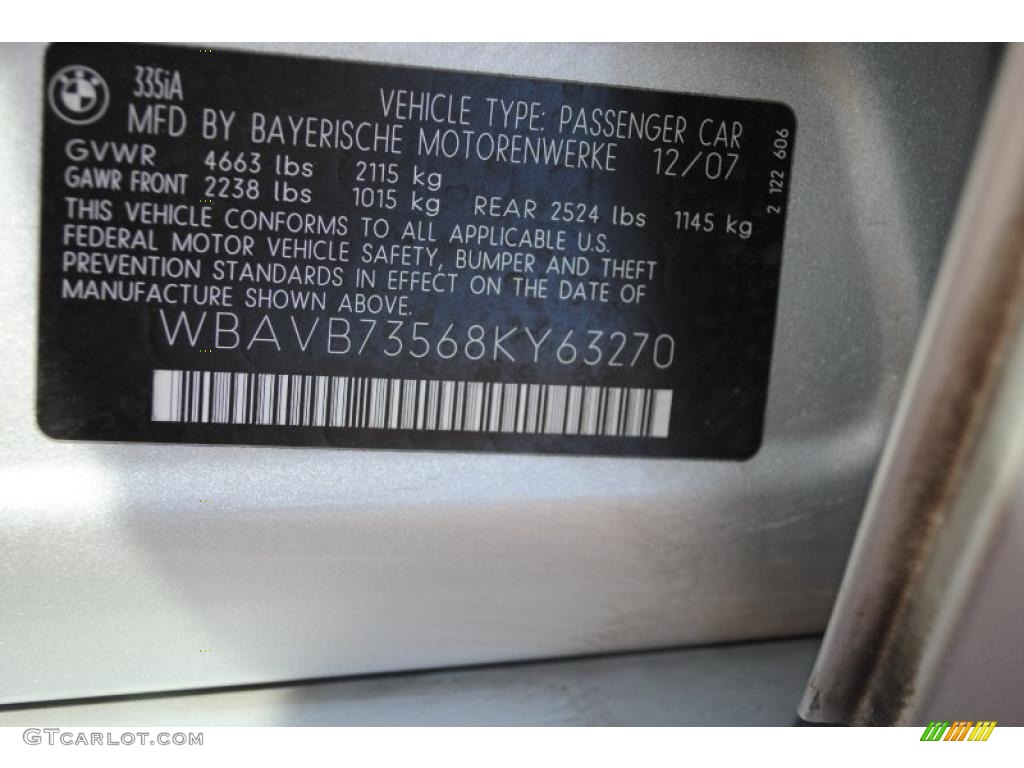 335iA
VEHICLE TYPE: PASSENGER CAR
MFD BY BAYERISCHE MOTORENWERKE 12/07
GVWR 4663 lbs 2115 kg
GAWR FRONT 2238 lbs 1015 kg REAR 2524 lbs 1145 kg
THIS VEHICLE CONFORMS TO ALL APPLICABLE U.S.
FEDERAL MOTOR VEHICLE SAFETY, BUMPER AND THEFT
PREVENTION STANDARDS IN EFFECT ON THE DATE OF
MANUFACTURE SHOWN ABOVE.
WBAVB73568KY63270
2 122 606
GTCARLOT.COM